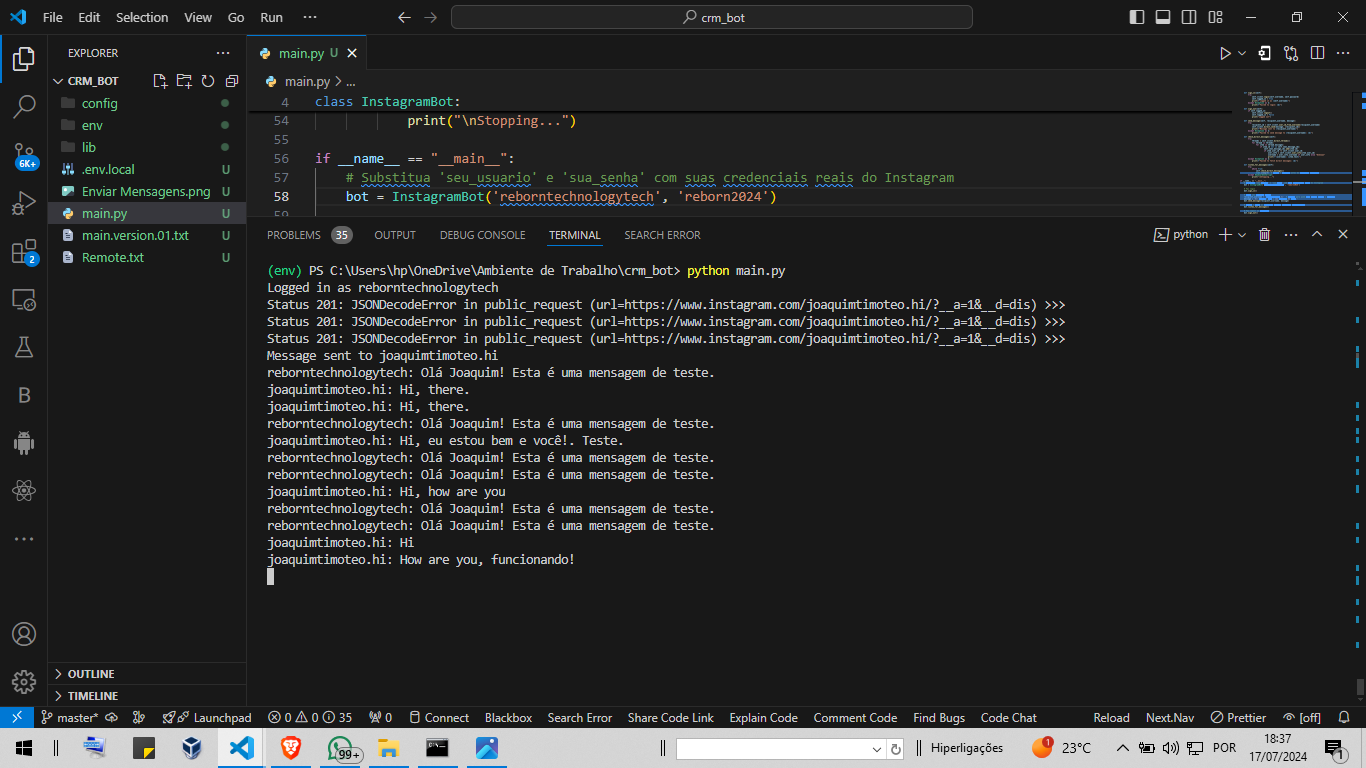 File Edit Selection View Go Run ··· crm_bot
EXPLORER ···
CRM_BOT
config
env
lib
.env.local U
Enviar Mensagens.png U
main.py U
main.version.01.txt U
Remote.txt U
OUTLINE
TIMELINE
6K+
2
main.py U
main.py > ...
4 class InstagramBot:
54 print("\nStopping...")
55
56 if __name__ == "__main__":
57 # Substitua 'seu_usuario' e 'sua_senha' com suas credenciais reais do Instagram
58 bot = InstagramBot('reborntechnologytech', 'reborn2024')
59
PROBLEMS 35 OUTPUT DEBUG CONSOLE TERMINAL SEARCH ERROR python
(env) PS C:\Users\hp\OneDrive\Ambiente de Trabalho\crm_bot> python main.py
Logged in as reborntechnologytech
Status 201: JSONDecodeError in public_request (url=https://www.instagram.com/joaquimtimoteo.hi/?__a=1&__d=dis) >>>
Status 201: JSONDecodeError in public_request (url=https://www.instagram.com/joaquimtimoteo.hi/?__a=1&__d=dis) >>>
Status 201: JSONDecodeError in public_request (url=https://www.instagram.com/joaquimtimoteo.hi/?__a=1&__d=dis) >>>
Message sent to joaquimtimoteo.hi
reborntechnologytech: Olá Joaquim! Esta é uma mensagem de teste.
joaquimtimoteo.hi: Hi, there.
joaquimtimoteo.hi: Hi, there.
reborntechnologytech: Olá Joaquim! Esta é uma mensagem de teste.
joaquimtimoteo.hi: Hi, eu estou bem e você!. Teste.
reborntechnologytech: Olá Joaquim! Esta é uma mensagem de teste.
reborntechnologytech: Olá Joaquim! Esta é uma mensagem de teste.
joaquimtimoteo.hi: Hi, how are you
reborntechnologytech: Olá Joaquim! Esta é uma mensagem de teste.
reborntechnologytech: Olá Joaquim! Esta é uma mensagem de teste.
joaquimtimoteo.hi: Hi
joaquimtimoteo.hi: How are you, funcionando!
master* Launchpad 0 0 35 0 Connect Blackbox Search Error Share Code Link Explain Code Comment Code Find Bugs Code Chat Reload Next.Nav Prettier [off]
99+ Hiperligações 1 23°C POR 18:37
17/07/2024 1